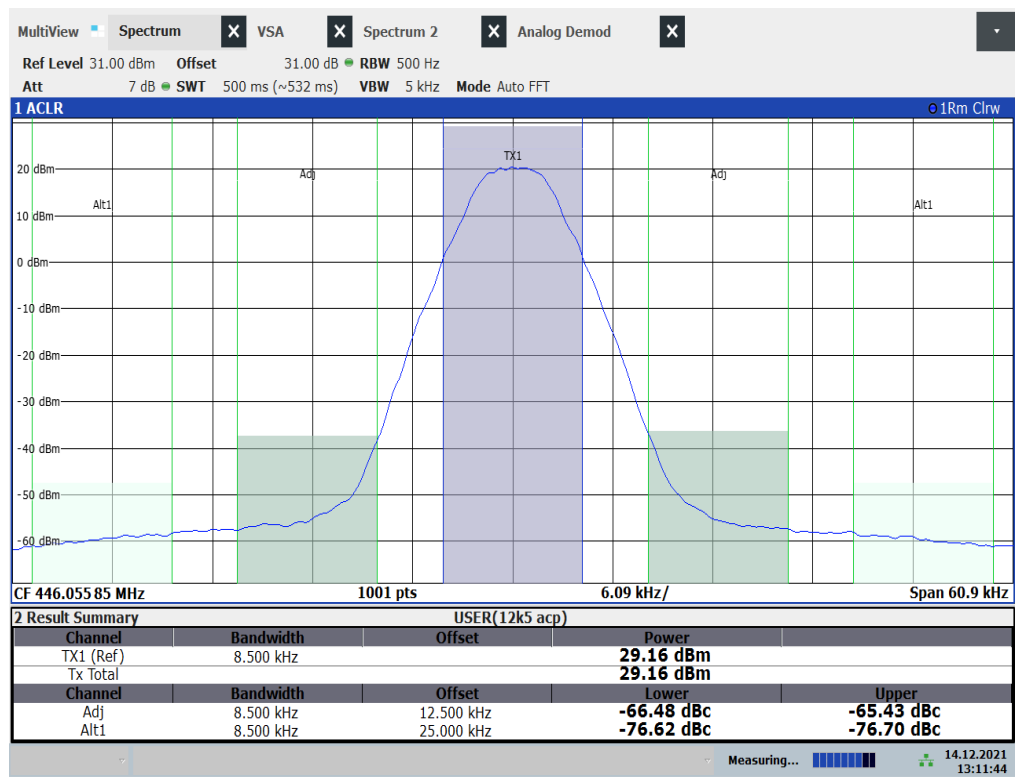 MultiView Spectrum X VSA X Spectrum 2 X Analog Demod X
Ref Level 31.00 dBm Offset 31.00 dB RBW 500 Hz
Att 7 dB SWT 500 ms (~532 ms) VBW 5 kHz Mode Auto FFT
1 ACLR 1Rm Clrw
TX1
20 dBm
Adj Adj
Alt1 Alt1
10 dBm
0 dBm
-10 dBm
-20 dBm
-30 dBm
-40 dBm
-50 dBm
-60 dBm
CF 446.055 85 MHz 1001 pts 6.09 kHz/ Span 60.9 kHz
2 Result Summary USER(12k5 acp)
Channel Bandwidth Offset Power
TX1 (Ref) 8.500 kHz 29.16 dBm
Tx Total 29.16 dBm
Channel Bandwidth Offset Lower Upper
Adj 8.500 kHz 12.500 kHz -66.48 dBc -65.43 dBc
Alt1 8.500 kHz 25.000 kHz -76.62 dBc -76.70 dBc
Measuring... 14.12.2021
13:11:44